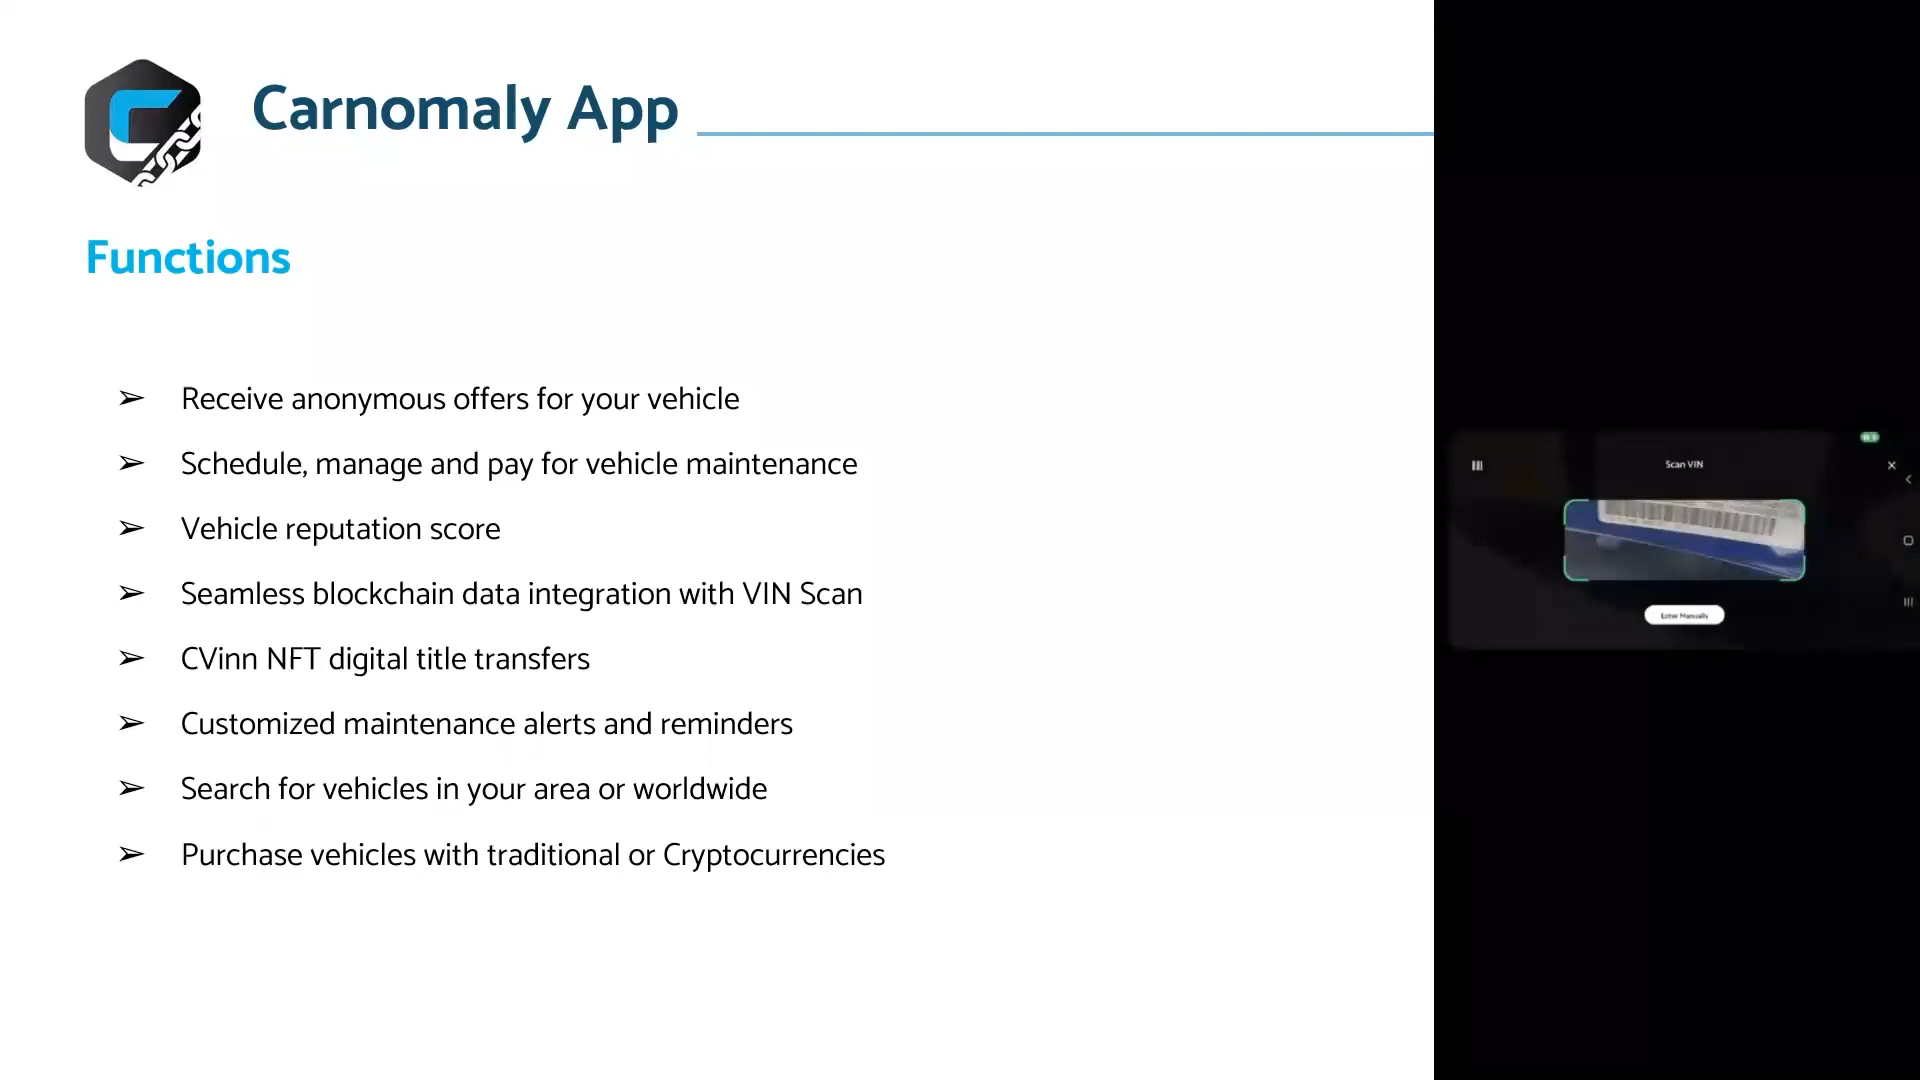 Carnomaly App
Functions
➢ Receive anonymous offers for your vehicle
➢ Schedule, manage and pay for vehicle maintenance
➢ Vehicle reputation score
➢ Seamless blockchain data integration with VIN Scan
➢ CVinn NFT digital title transfers
➢ Customized maintenance alerts and reminders
➢ Search for vehicles in your area or worldwide
➢ Purchase vehicles with traditional or Cryptocurrencies
Scan VIN
Enter Manually